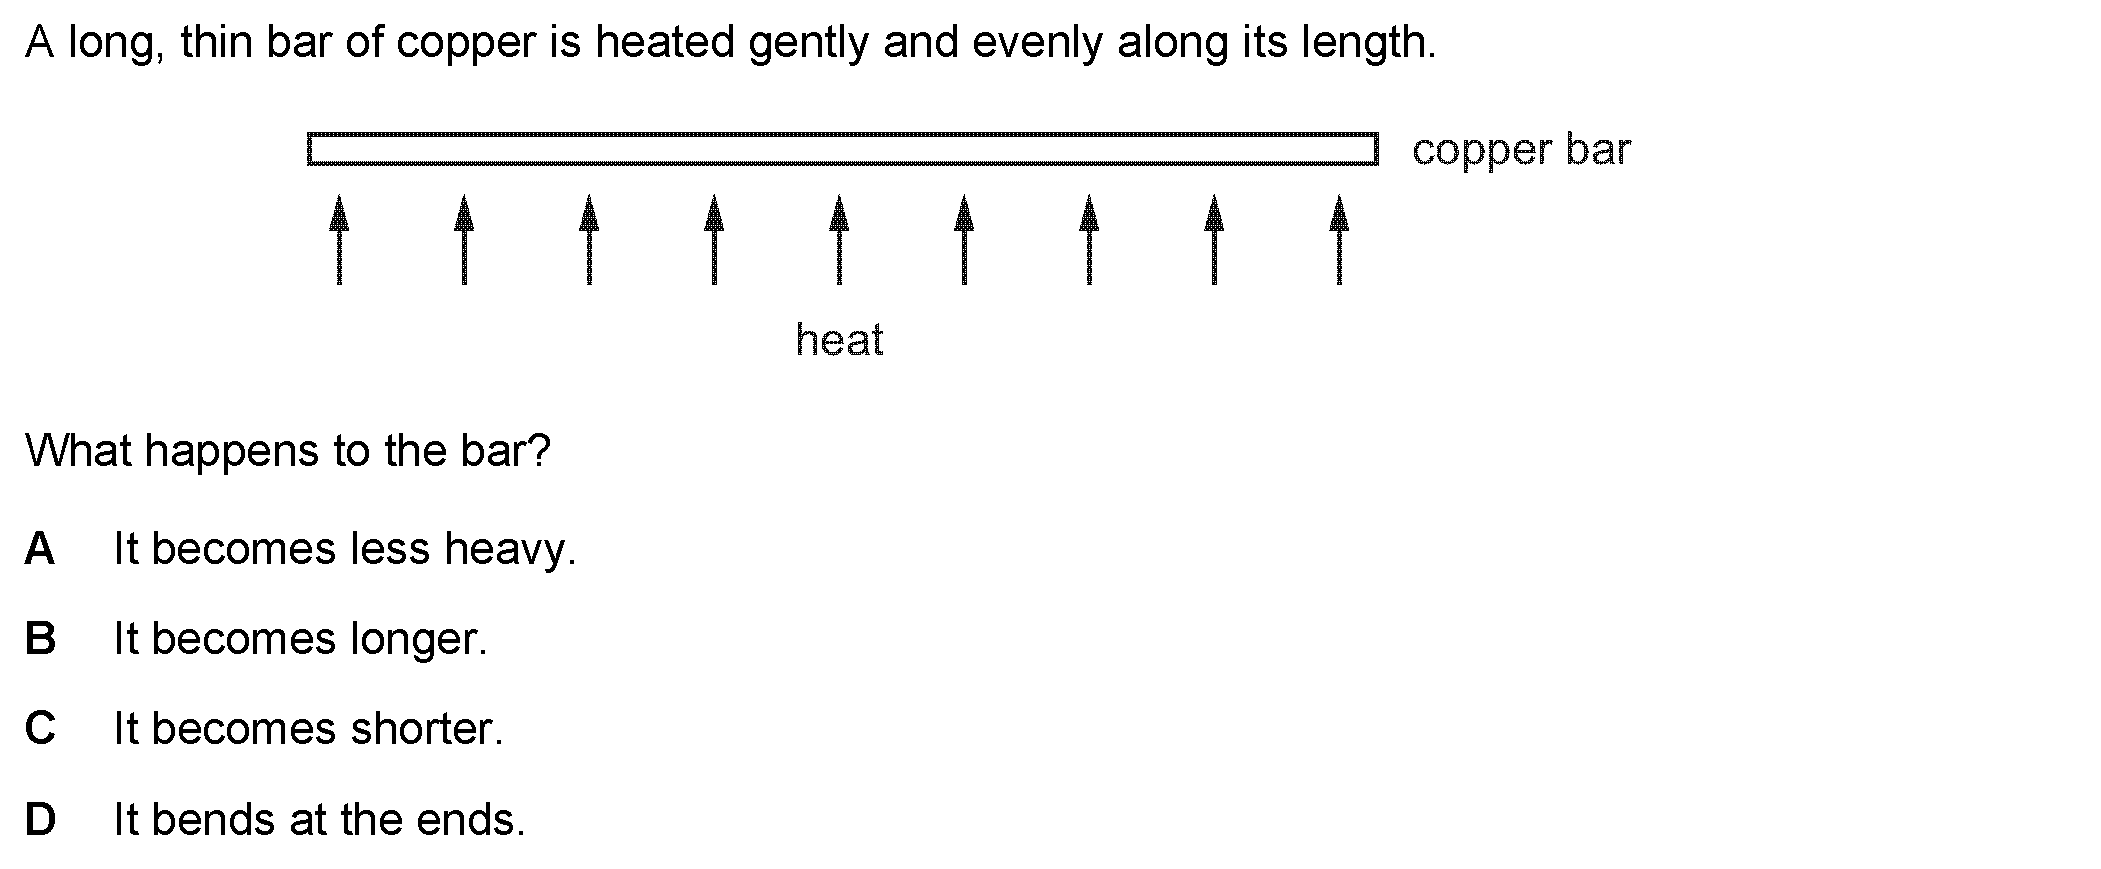 A long, thin bar of copper is heated gently and evenly along its length.
copper bar
heat
What happens to the bar?
A It becomes less heavy.
B It becomes longer.
C It becomes shorter.
D It bends at the ends.